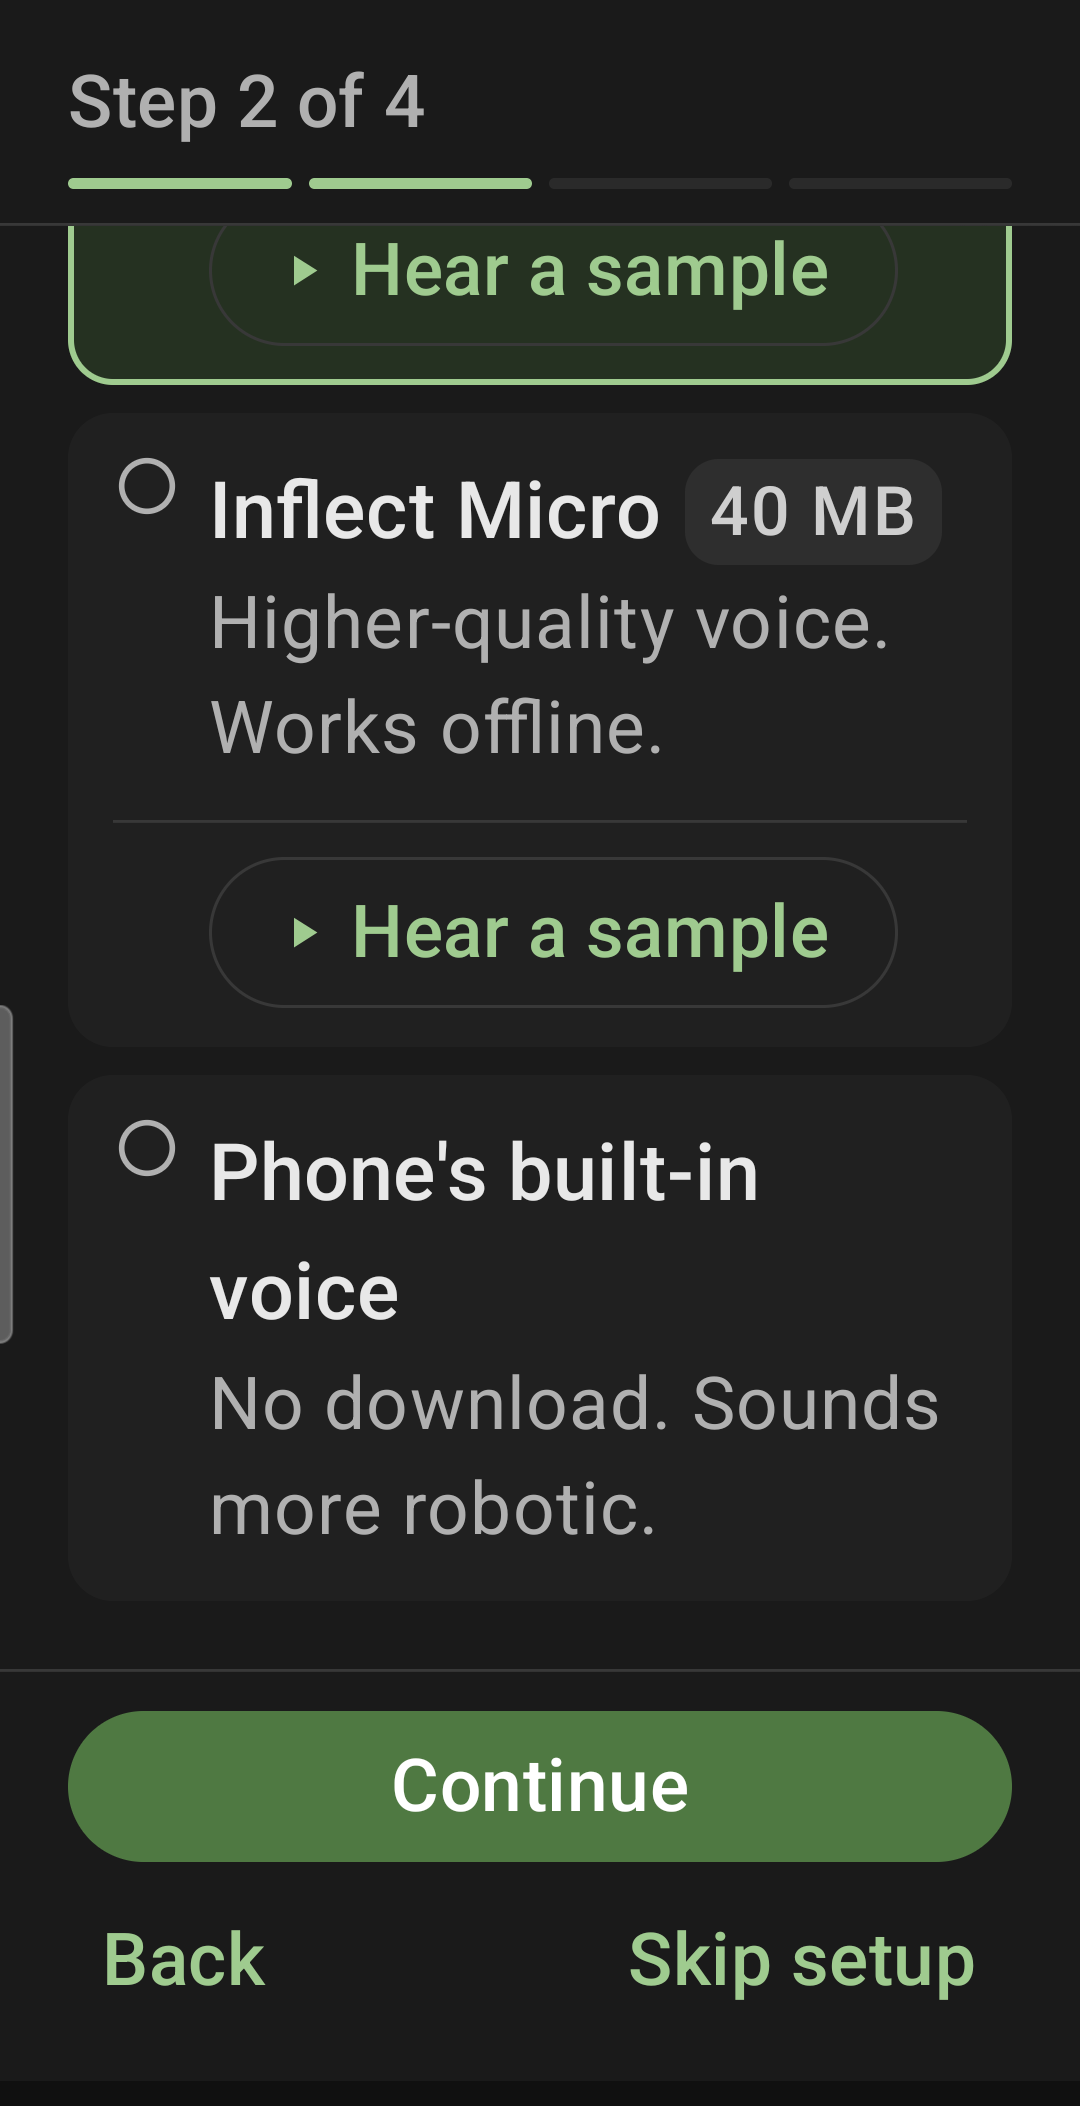 Step 2 of 4
Hear a sample
Inflect Micro 40 MB
Higher-quality voice.
Works offline.
Hear a sample
Phone's built-in
voice
No download. Sounds
more robotic.
Continue
Back Skip setup